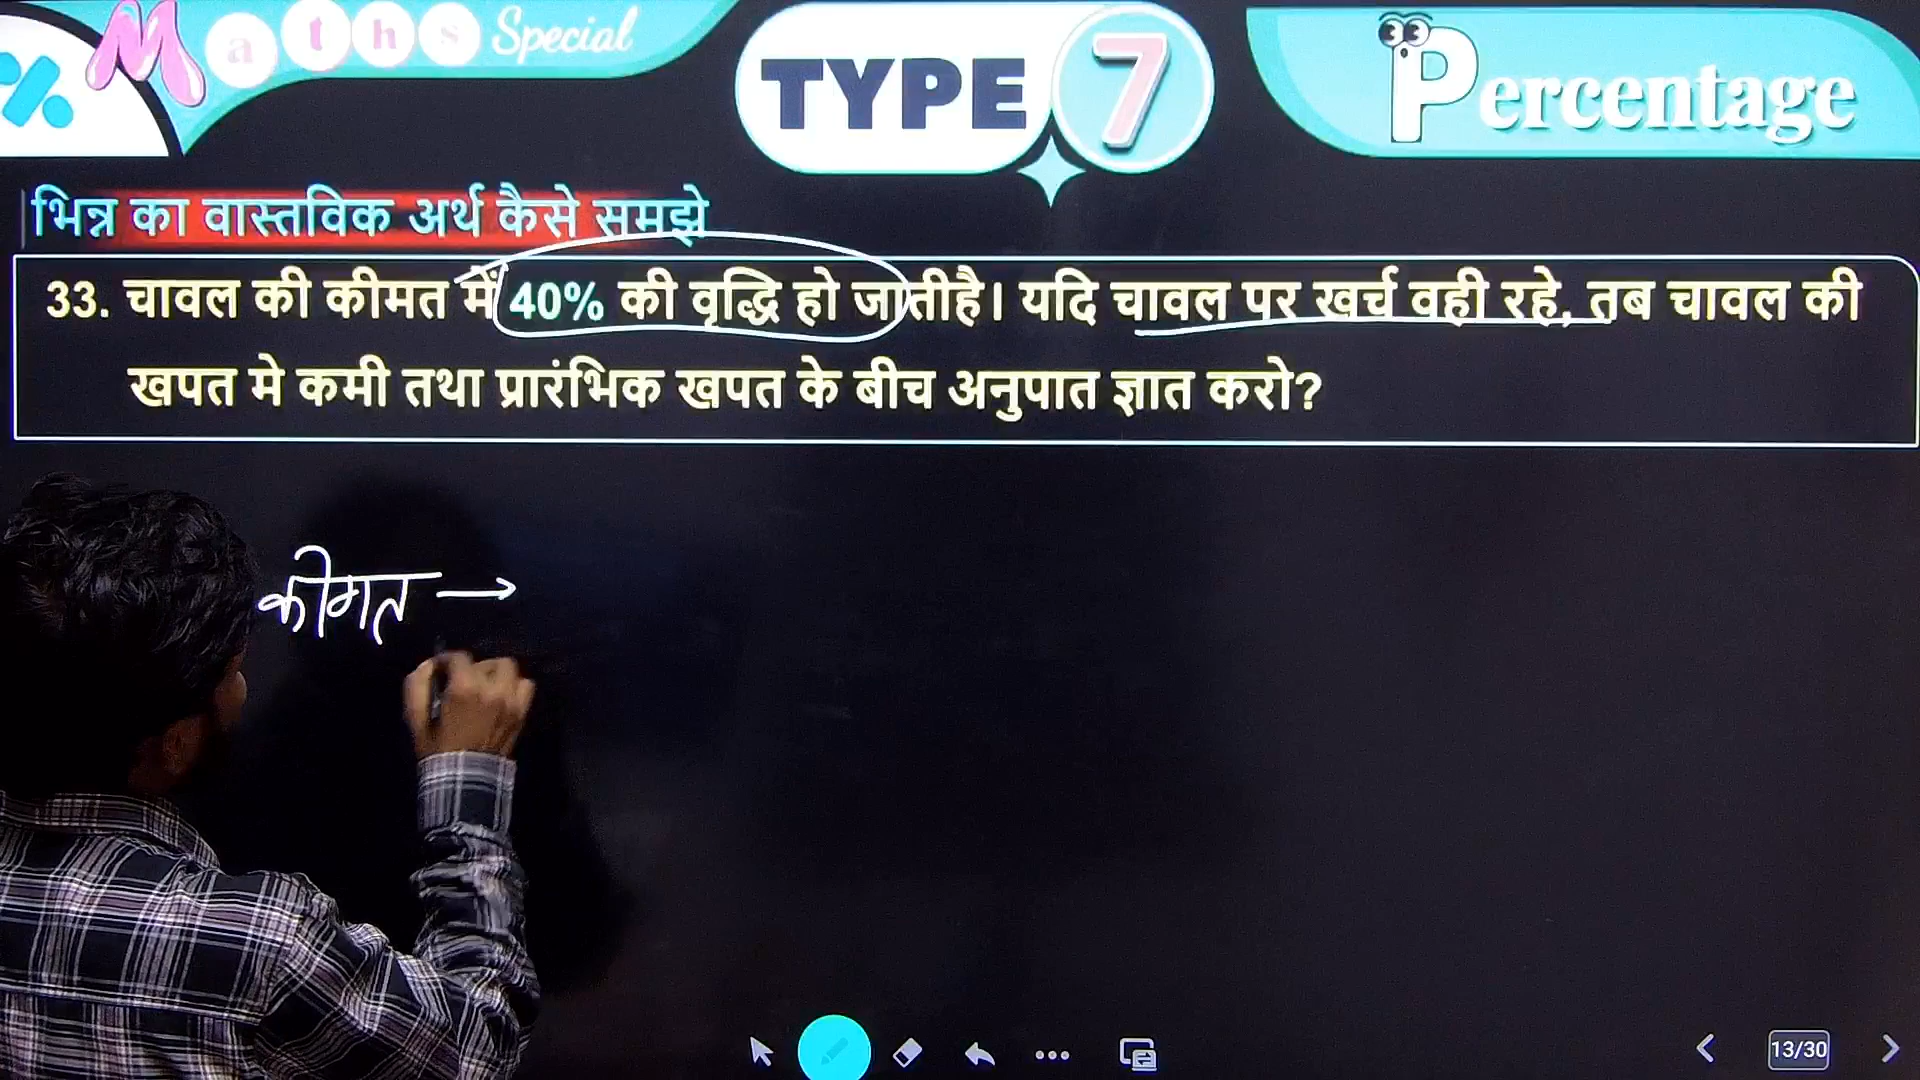 % Maths Special
TYPE 7
Percentage
भिन्न का वास्तविक अर्थ कैसे समझे
33. चावल की कीमत में 40% की वृद्धि हो जातीहै। यदि चावल पर खर्च वही रहे, तब चावल की
खपत मे कमी तथा प्रारंभिक खपत के बीच अनुपात ज्ञात करो?
कीमत →
13/30